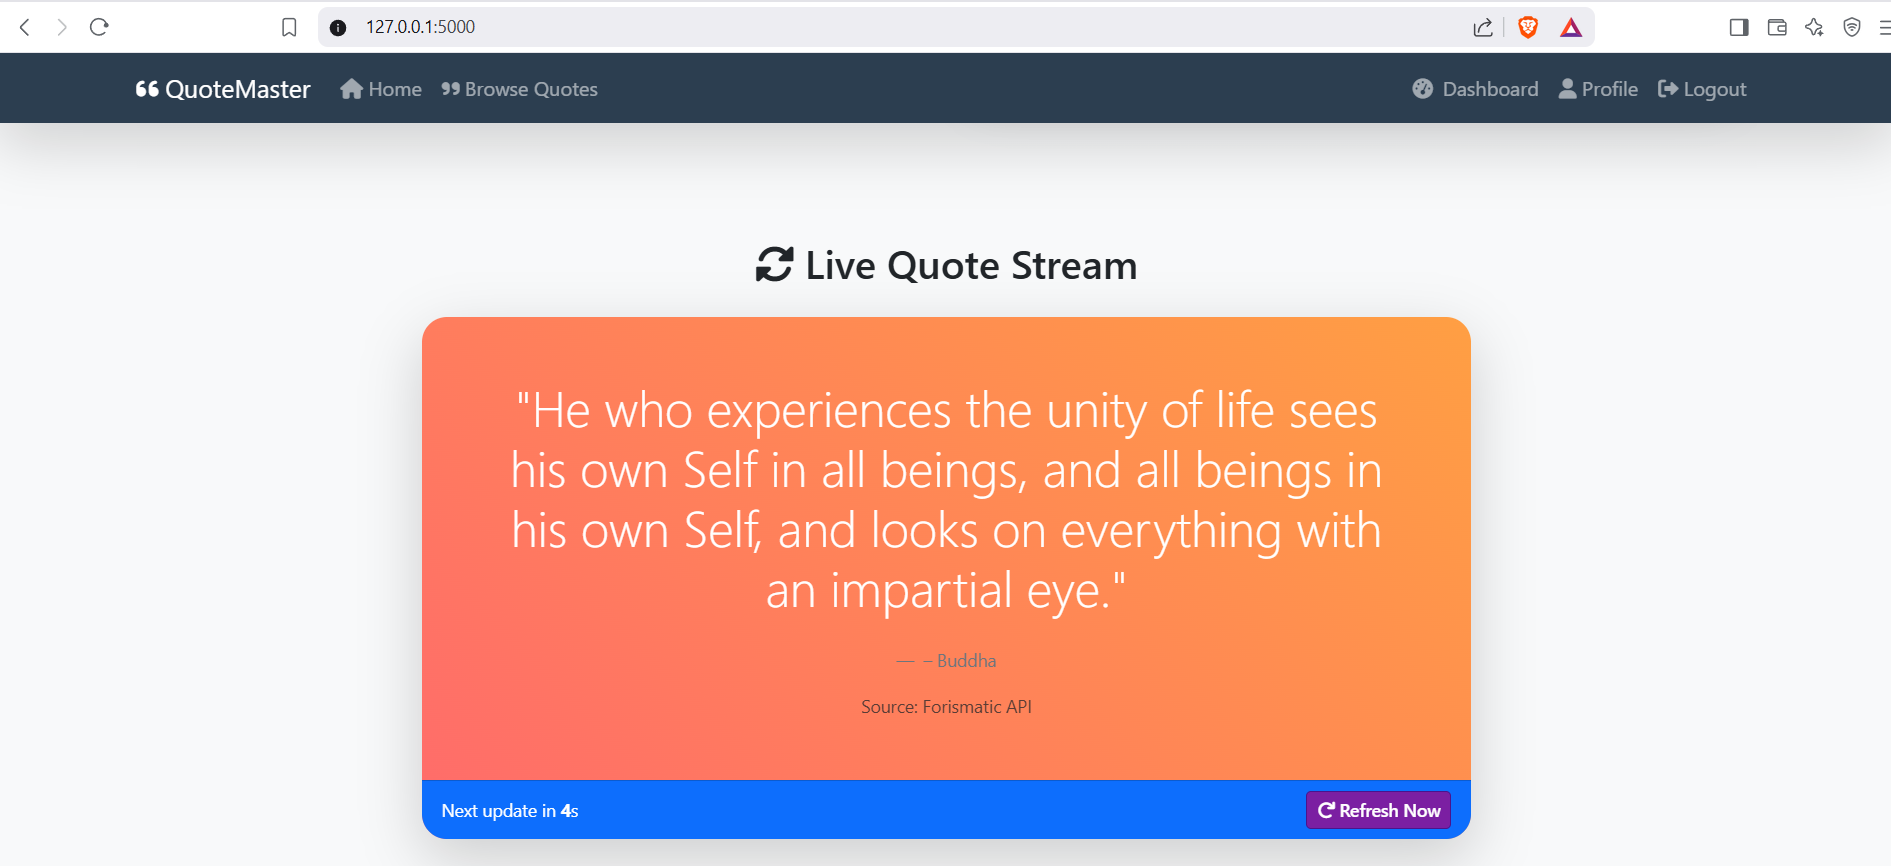 127.0.0.1:5000
QuoteMaster Home Browse Quotes Dashboard Profile Logout
Live Quote Stream
"He who experiences the unity of life sees
his own Self in all beings, and all beings in
his own Self, and looks on everything with
an impartial eye."
— – Buddha
Source: Forismatic API
Next update in 4s Refresh Now